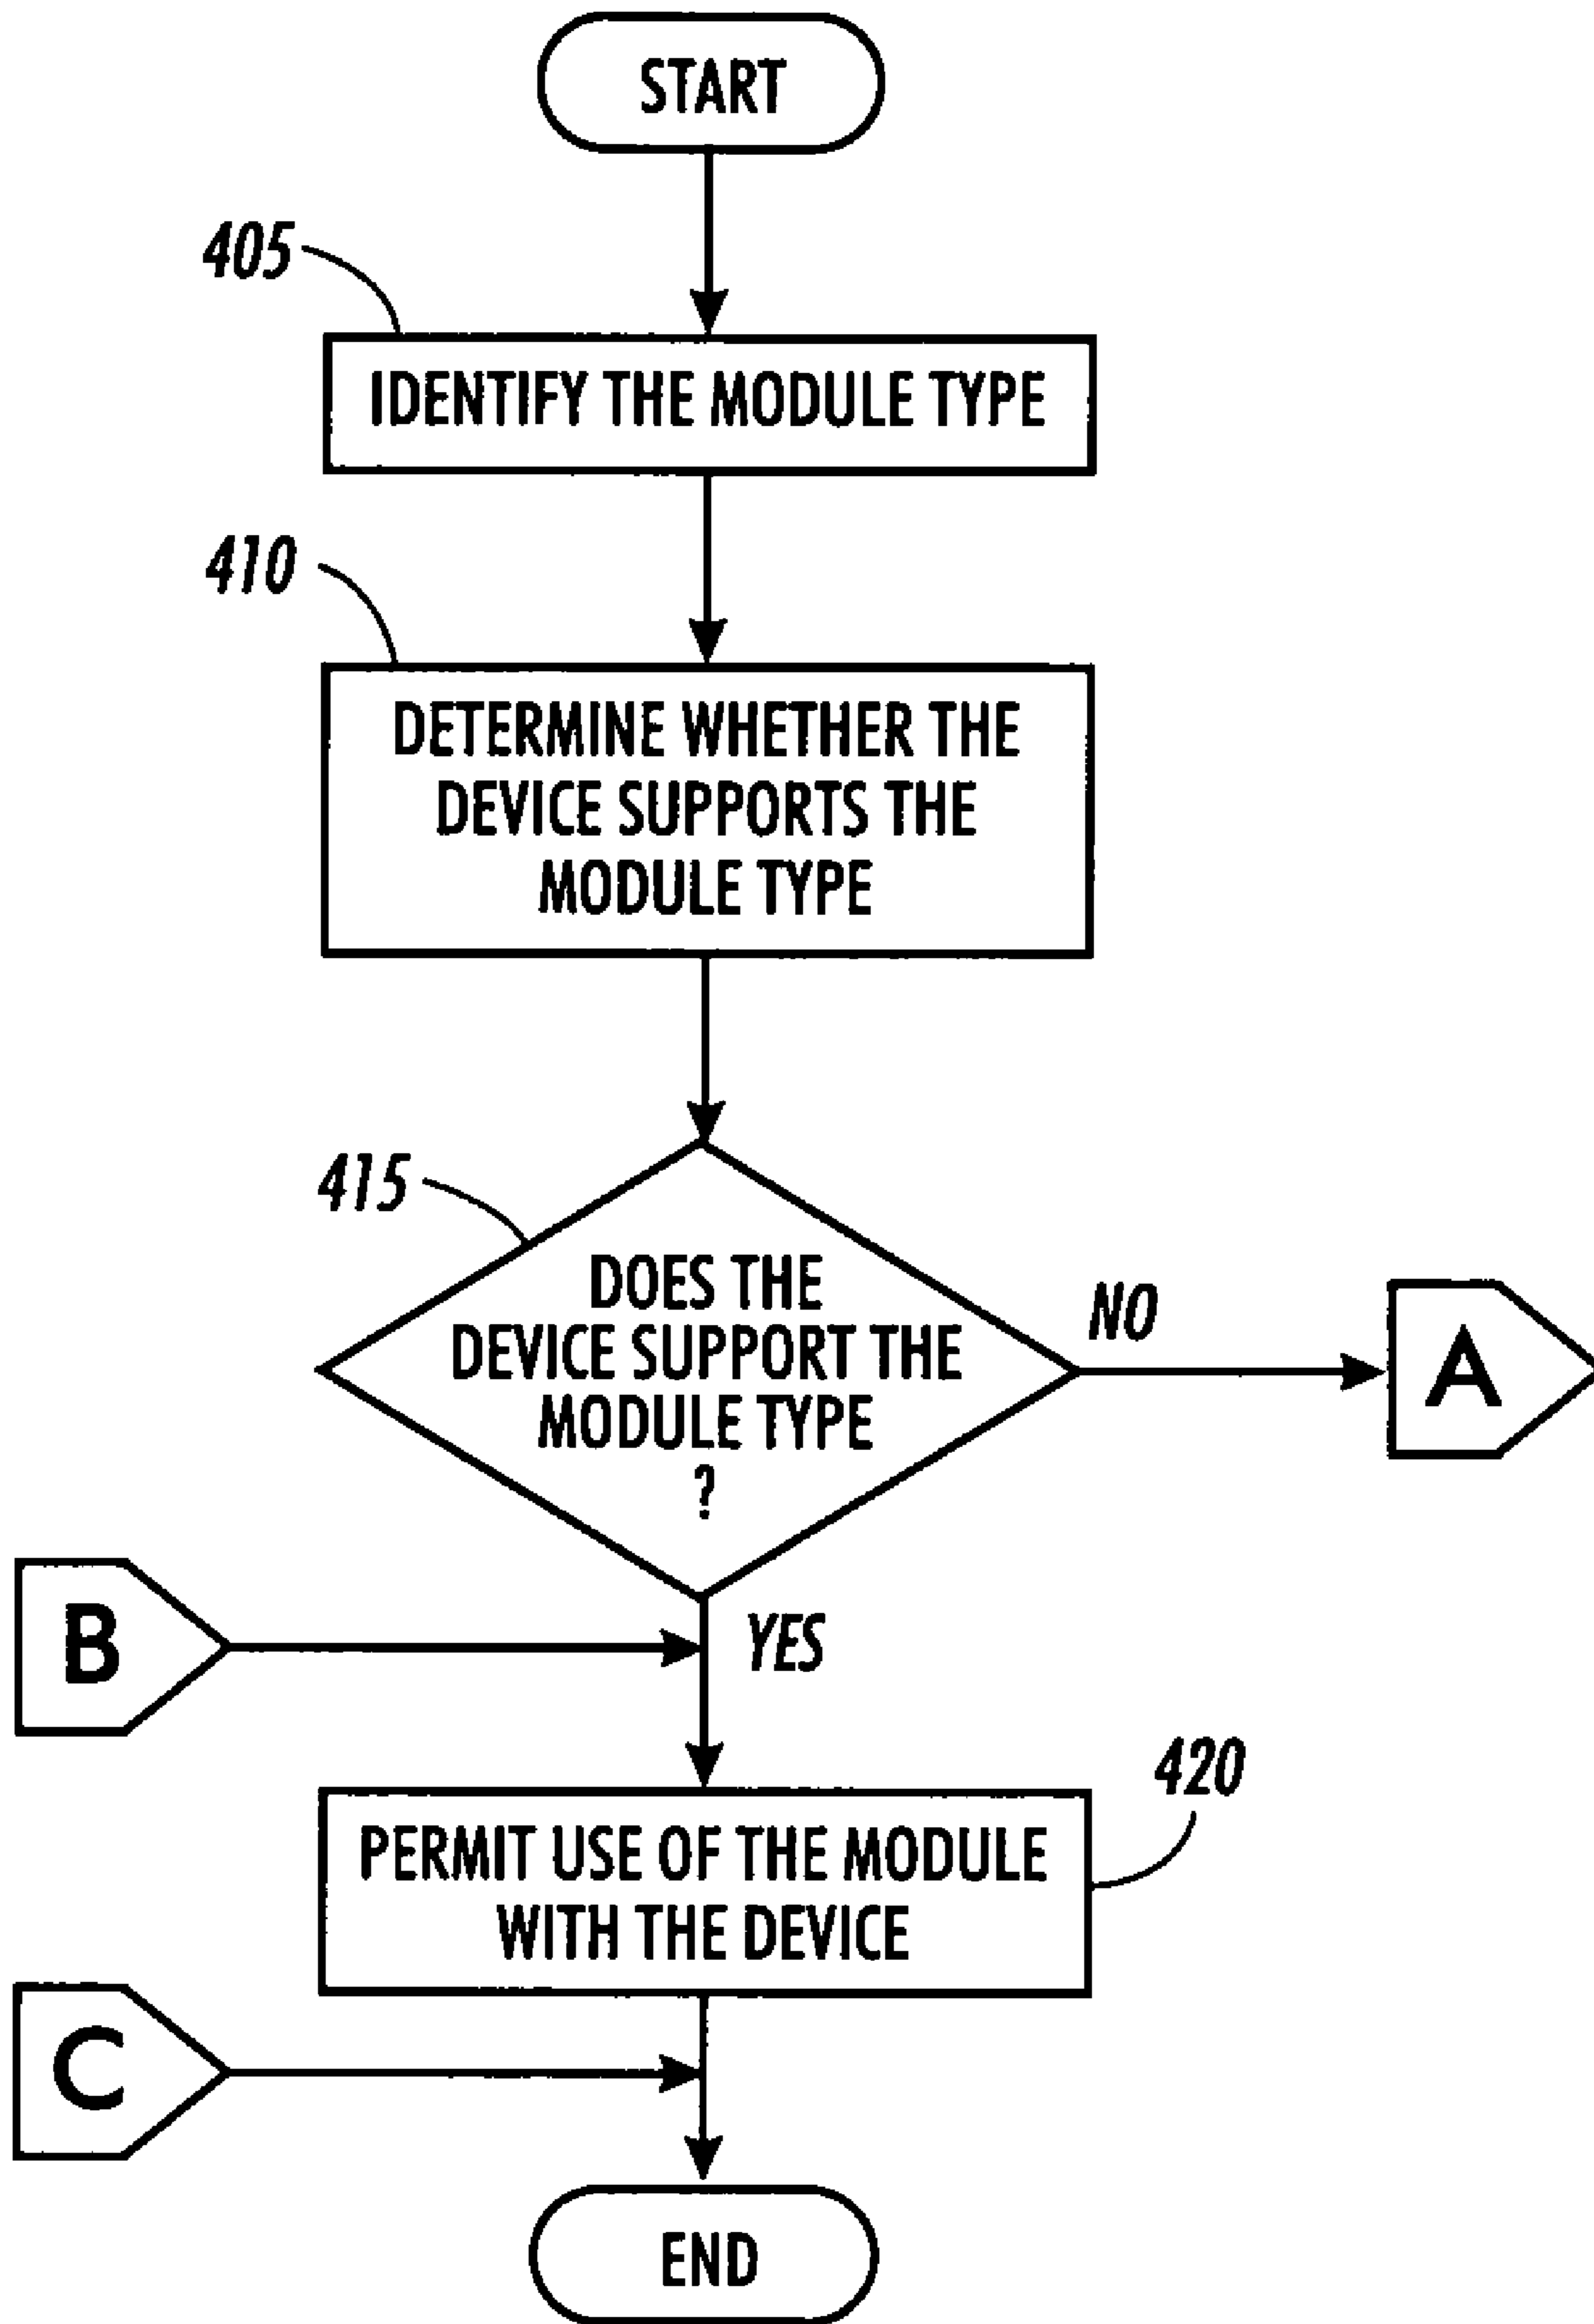 START
405
IDENTIFY THE MODULE TYPE
410
DETERMINE WHETHER THE
DEVICE SUPPORTS THE
MODULE TYPE
415
DOES THE
DEVICE SUPPORT THE
MODULE TYPE
?
NO
A
B
YES
420
PERMIT USE OF THE MODULE
WITH THE DEVICE
C
END